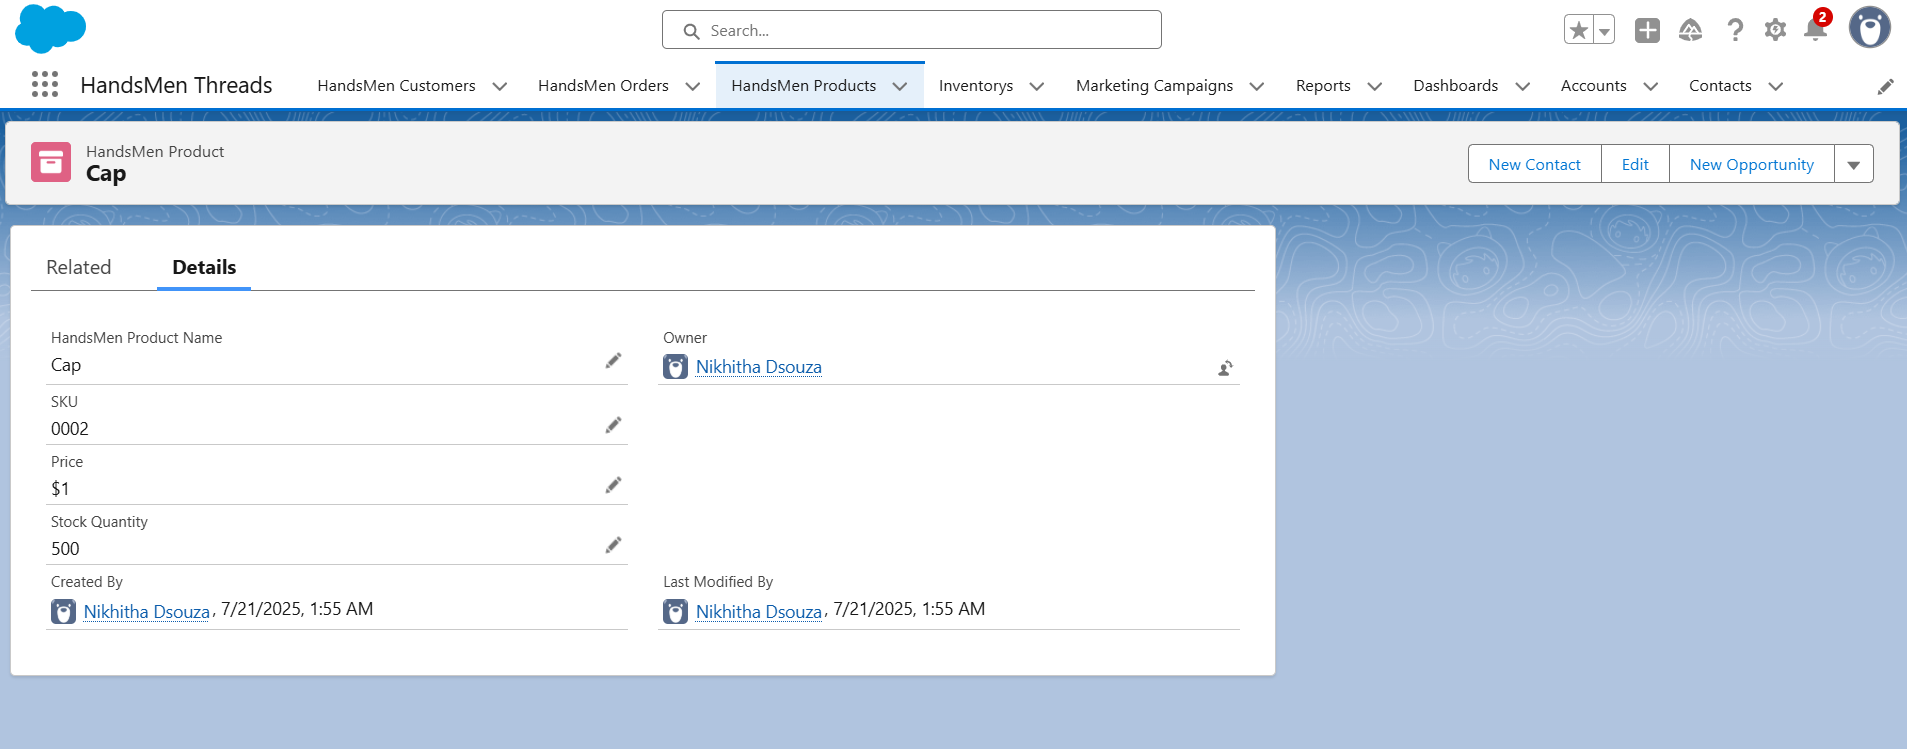 Search...
2
HandsMen Threads
HandsMen Customers
HandsMen Orders
HandsMen Products
Inventorys
Marketing Campaigns
Reports
Dashboards
Accounts
Contacts
HandsMen Product
Cap
New Contact
Edit
New Opportunity
Related
Details
HandsMen Product Name
Cap
Owner
Nikhitha Dsouza
SKU
0002
Price
$1
Stock Quantity
500
Created By
Nikhitha Dsouza, 7/21/2025, 1:55 AM
Last Modified By
Nikhitha Dsouza, 7/21/2025, 1:55 AM